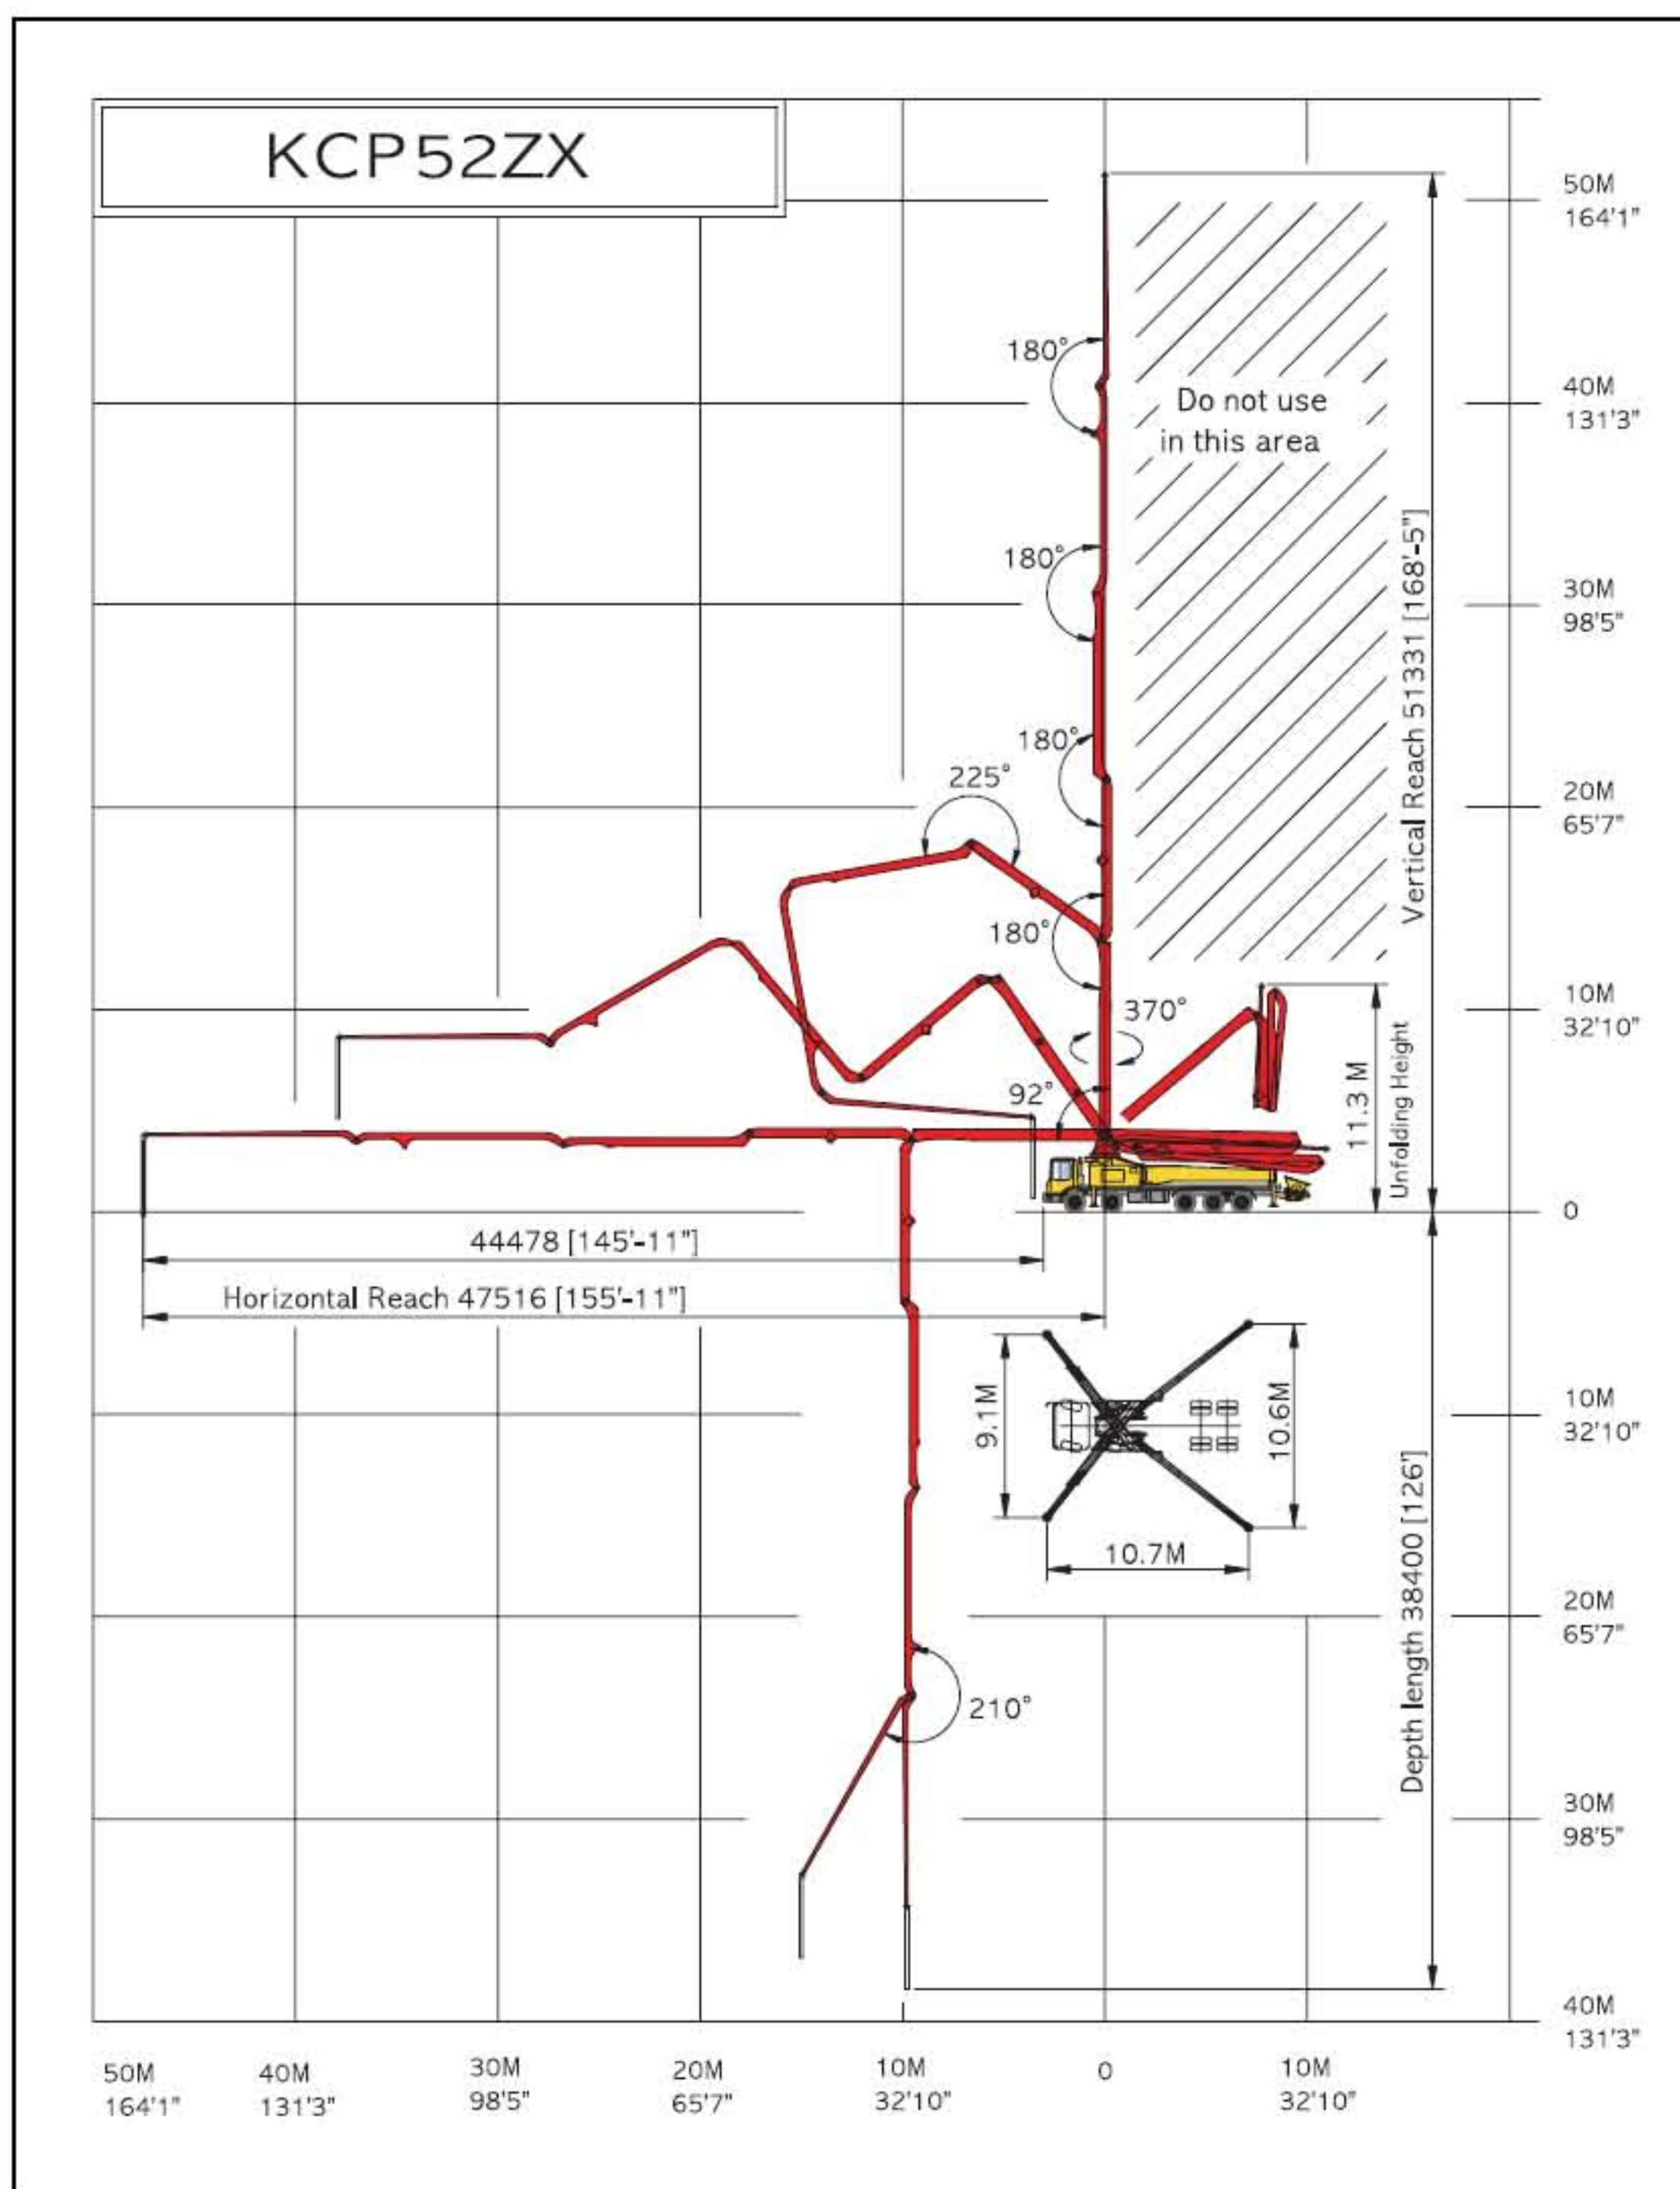 KCP52ZX
50M
164'1"
180°
40M
131'3"
Do not use
in this area
180°
30M
98'5"
Vertical Reach 51331 [168'-5"]
180°
225°
20M
65'7"
180°
370°
10M
32'10"
92°
11.3 M
Unfolding Height
0
44478 [145'-11"]
Horizontal Reach 47516 [155'-11"]
9.1M
10.6M
10M
32'10"
10.7M
Depth length 38400 [126']
20M
65'7"
210°
30M
98'5"
40M
131'3"
50M
164'1"
40M
131'3"
30M
98'5"
20M
65'7"
10M
32'10"
0
10M
32'10"